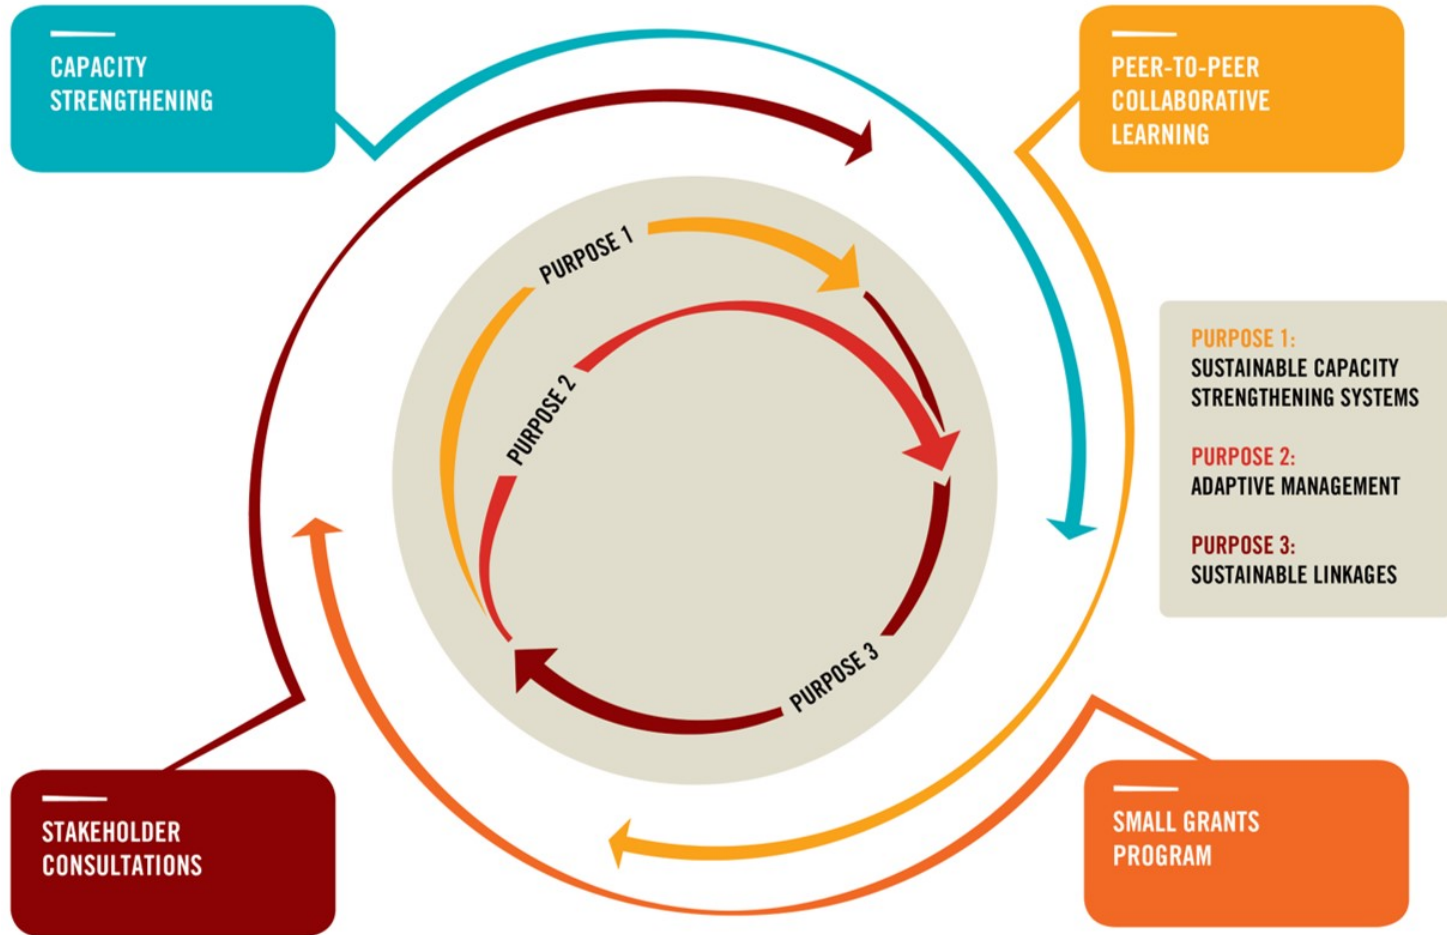 CAPACITY
STRENGTHENING
PEER-TO-PEER
COLLABORATIVE
LEARNING
PURPOSE 1
PURPOSE 2
PURPOSE 3
PURPOSE 1:
SUSTAINABLE CAPACITY
STRENGTHENING SYSTEMS
PURPOSE 2:
ADAPTIVE MANAGEMENT
PURPOSE 3:
SUSTAINABLE LINKAGES
STAKEHOLDER
CONSULTATIONS
SMALL GRANTS
PROGRAM